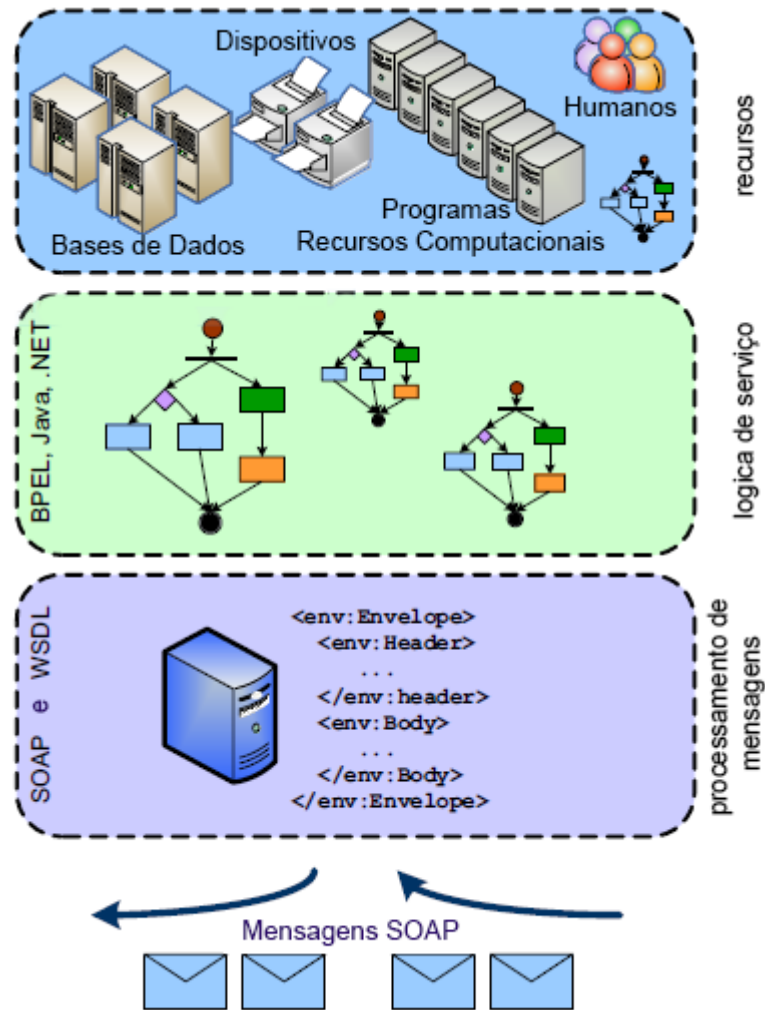 Dispositivos
Humanos
Programas
Bases de Dados
Recursos Computacionais
recursos
BPEL, Java, .NET
logica de serviço
SOAP e WSDL
<env:Envelope>
<env:Header>
...
</env:header>
<env:Body>
...
</env:Body>
</env:Envelope>
processamento de
mensagens
Mensagens SOAP